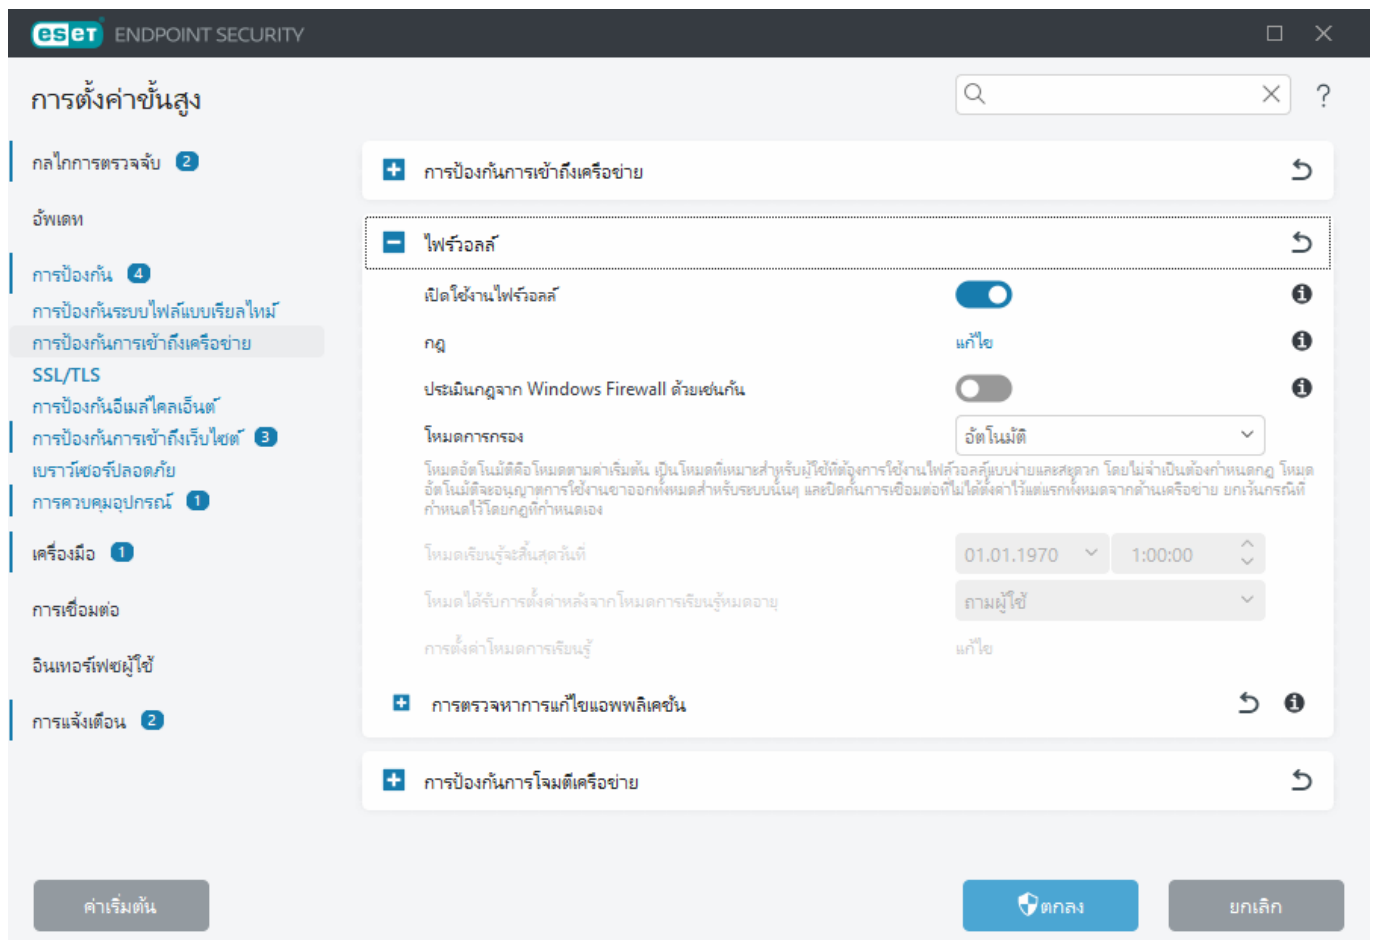 eset ENDPOINT SECURITY
การตั้งค่าขั้นสูง
?
กลไกการตรวจจับ 2
อัพเดท
การป้องกัน 4
การป้องกันระบบไฟล์แบบเรียลไทม์
การป้องกันการเข้าถึงเครือข่าย
SSL/TLS
การป้องกันอีเมลไคลเอ็นต์
การป้องกันการเข้าถึงเว็บไซต์ 3
เบราว์เซอร์ปลอดภัย
การควบคุมอุปกรณ์ 1
เครื่องมือ 1
การเชื่อมต่อ
อินเทอร์เฟซผู้ใช้
การแจ้งเตือน 2
การป้องกันการเข้าถึงเครือข่าย
ไฟร์วอลล์
เปิดใช้งานไฟร์วอลล์
กฎ แก้ไข
ประเมินกฎจาก Windows Firewall ด้วยเช่นกัน
โหมดการกรอง อัตโนมัติ
โหมดอัตโนมัติคือโหมดตามค่าเริ่มต้น เป็นโหมดที่เหมาะสำหรับผู้ใช้ที่ต้องการใช้งานไฟล์วอลล์แบบง่ายและสะดวก โดยไม่จำเป็นต้องกำหนดกฎ โหมด
อัตโนมัติจะอนุญาตการใช้งานขาออกทั้งหมดสำหรับระบบนั้นๆ และปิดกั้นการเชื่อมต่อที่ไม่ได้ตั้งค่าไว้แต่แรกทั้งหมดจากด้านเครือข่าย ยกเว้นกรณีที่
กำหนดไว้โดยกฎที่กำหนดเอง
โหมดเรียนรู้จะสิ้นสุดวันที่ 01.01.1970 1:00:00
โหมดได้รับการตั้งค่าหลังจากโหมดการเรียนรู้หมดอายุ ถามผู้ใช้
การตั้งค่าโหมดการเรียนรู้ แก้ไข
การตรวจหาการแก้ไขแอพพลิเคชัน
การป้องกันการโจมตีเครือข่าย
ค่าเริ่มต้น
ตกลง
ยกเลิก